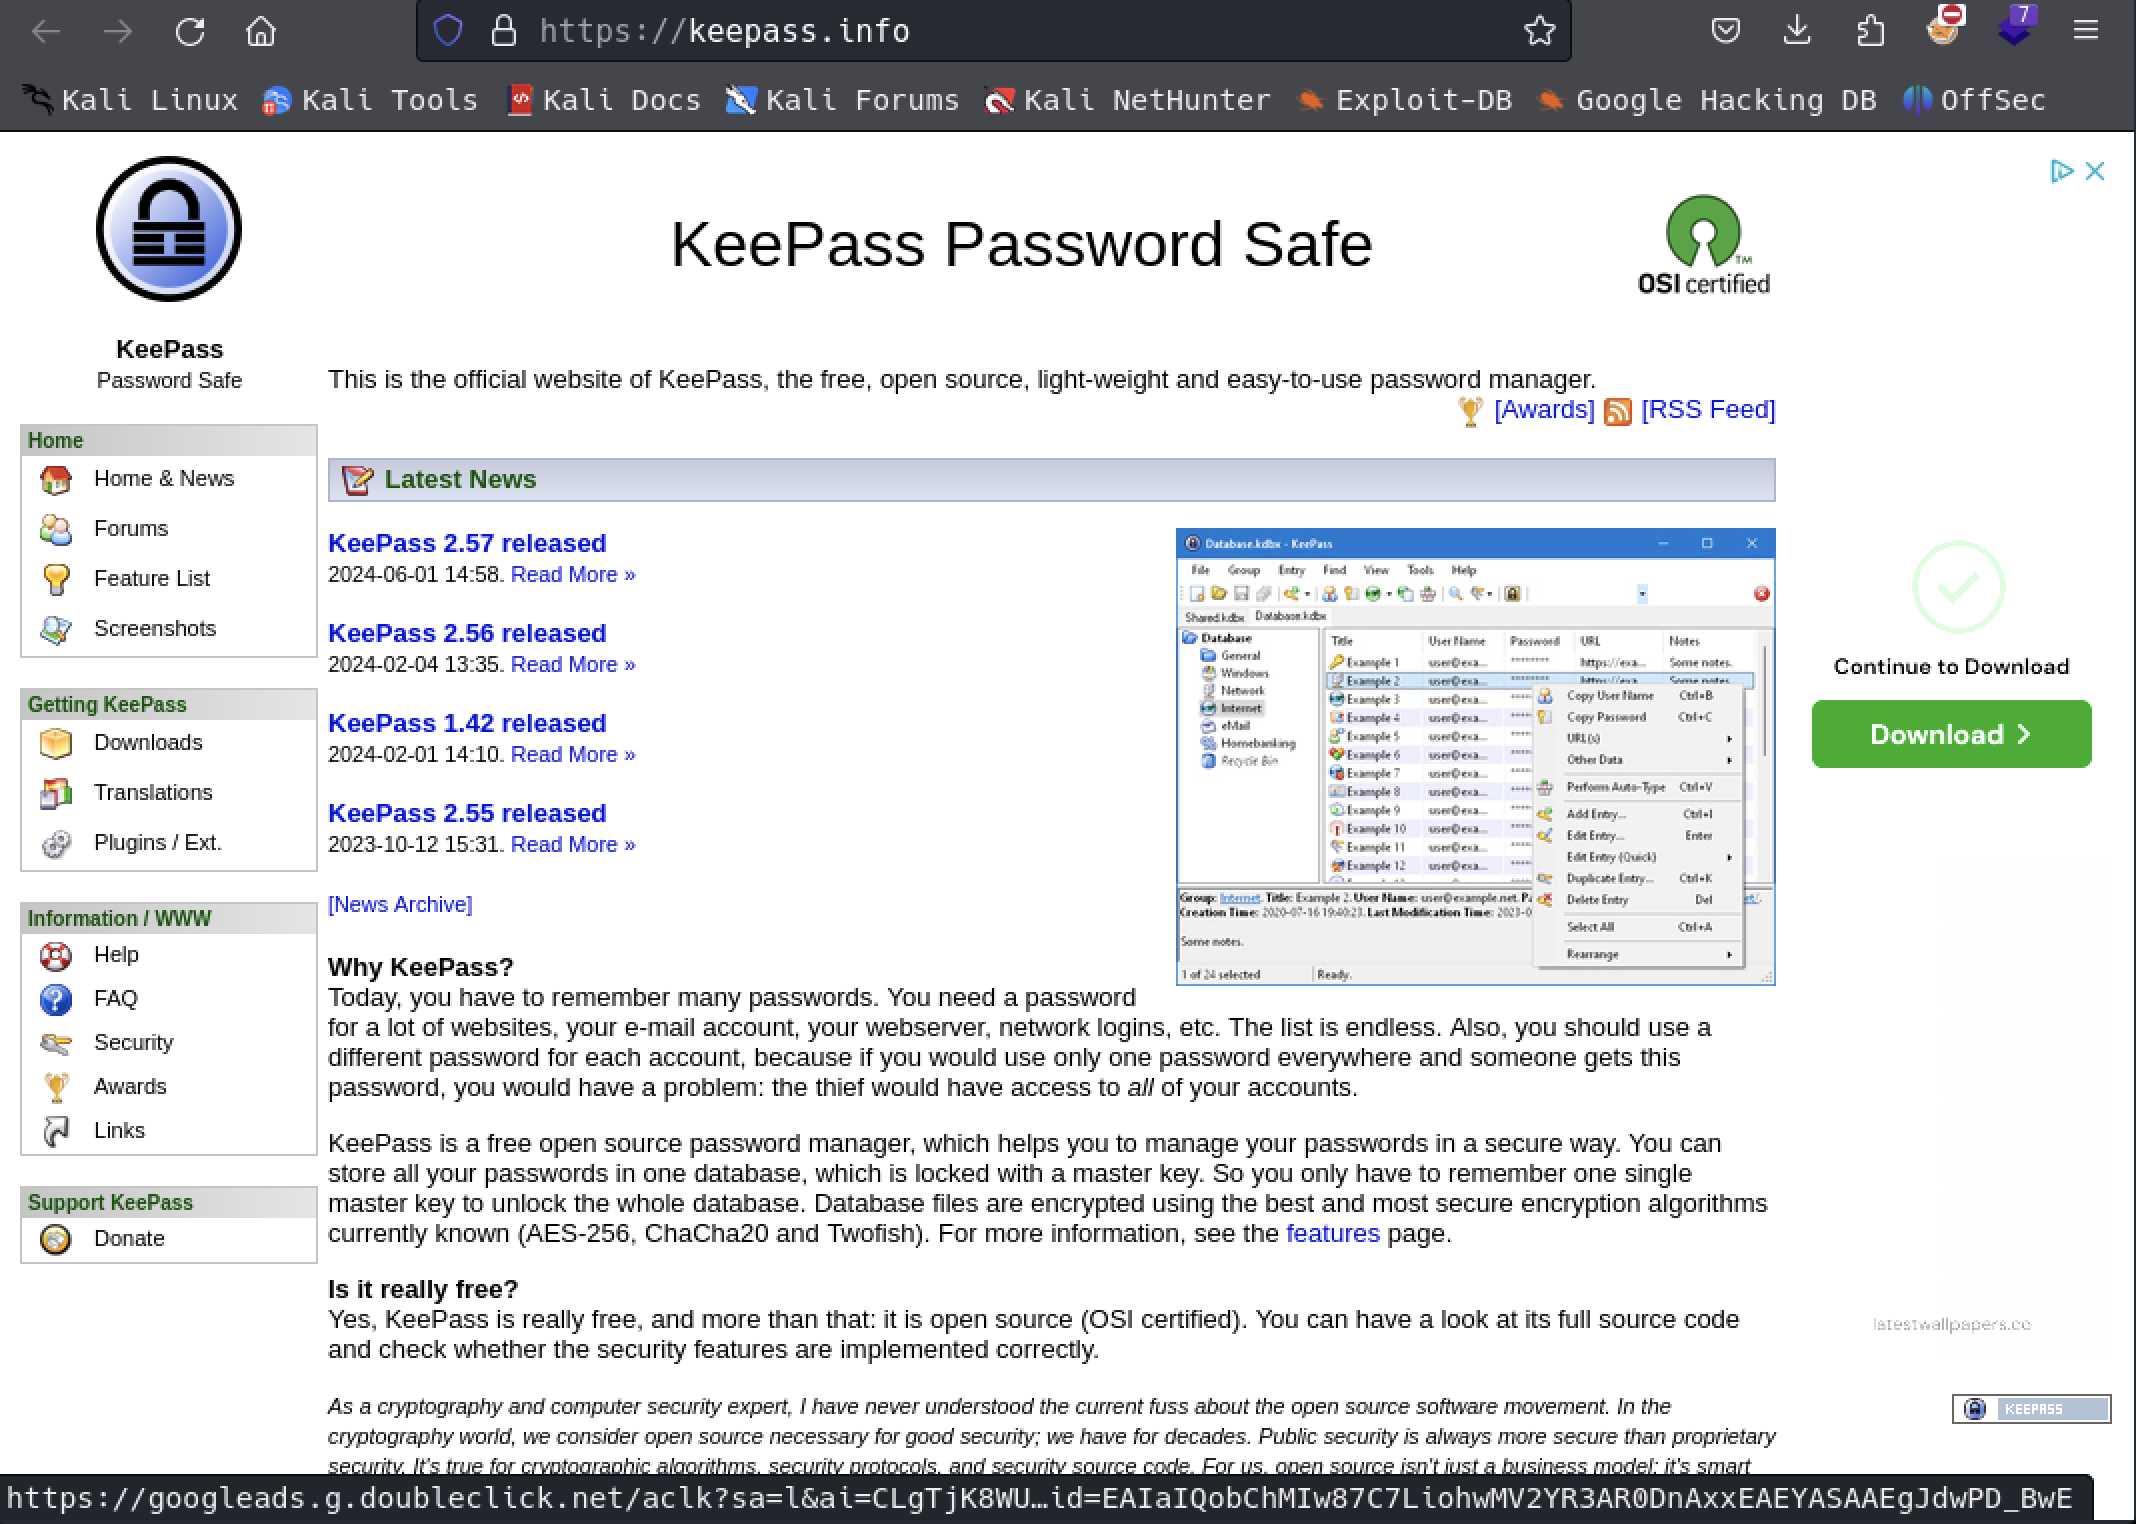 https://keepass.info
7
Kali Linux Kali Tools Kali Docs Kali Forums Kali NetHunter Exploit-DB Google Hacking DB OffSec
KeePass Password Safe
TM
OSI certified
KeePass
Password Safe
This is the official website of KeePass, the free, open source, light-weight and easy-to-use password manager.
[Awards] [RSS Feed]
Home
Home & News
Forums
Feature List
Screenshots
Getting KeePass
Downloads
Translations
Plugins / Ext.
Information / WWW
Help
FAQ
Security
Awards
Links
Support KeePass
Donate
Latest News
KeePass 2.57 released
2024-06-01 14:58. Read More »
KeePass 2.56 released
2024-02-04 13:35. Read More »
KeePass 1.42 released
2024-02-01 14:10. Read More »
KeePass 2.55 released
2023-10-12 15:31. Read More »
[News Archive]
Database.kdbx - KeePass
File Group Entry Find View Tools Help
Shared.kdbx Database.kdbx
Database
General
Windows
Network
Internet
eMail
Homebanking
Recycle Bin
Title User Name Password URL Notes
Example 1 user@exa... ******** https://exa... Some notes.
Example 2 user@exa... ******** https://exa... Some notes.
Example 3 user@exa...
Example 4 user@exa...
Example 5 user@exa...
Example 6 user@exa...
Example 7 user@exa...
Example 8 user@exa...
Example 9 user@exa...
Example 10 user@exa...
Example 11 user@exa...
Example 12 user@exa...
Copy User Name Ctrl+B
Copy Password Ctrl+C
URL(s)
Other Data
Perform Auto-Type Ctrl+V
Add Entry... Ctrl+I
Edit Entry... Enter
Edit Entry (Quick)
Duplicate Entry... Ctrl+K
Delete Entry Del
Select All Ctrl+A
Rearrange
Group: Internet. Title: Example 2. User Name: user@example.net.
Creation Time: 2020-07-16 19:40:23. Last Modification Time: 2023-0
Some notes.
1 of 24 selected Ready.
Why KeePass?
Today, you have to remember many passwords. You need a password
for a lot of websites, your e-mail account, your webserver, network logins, etc. The list is endless. Also, you should use a
different password for each account, because if you would use only one password everywhere and someone gets this
password, you would have a problem: the thief would have access to all of your accounts.
KeePass is a free open source password manager, which helps you to manage your passwords in a secure way. You can
store all your passwords in one database, which is locked with a master key. So you only have to remember one single
master key to unlock the whole database. Database files are encrypted using the best and most secure encryption algorithms
currently known (AES-256, ChaCha20 and Twofish). For more information, see the features page.
Is it really free?
Yes, KeePass is really free, and more than that: it is open source (OSI certified). You can have a look at its full source code
and check whether the security features are implemented correctly.
As a cryptography and computer security expert, I have never understood the current fuss about the open source software movement. In the
cryptography world, we consider open source necessary for good security; we have for decades. Public security is always more secure than proprietary
security. It's true for cryptographic algorithms, security protocols, and security source code. For us, open source isn't just a business model; it's smart
Continue to Download
Download >
latestwallpapers.co
KEEPASS
https://googleads.g.doubleclick.net/aclk?sa=l&ai=CLgTjK8WU…id=EAIaIQobChMIw87C7LiohwMV2YR3AR0DnAxxEAEYASAAEgJdwPD_BwE